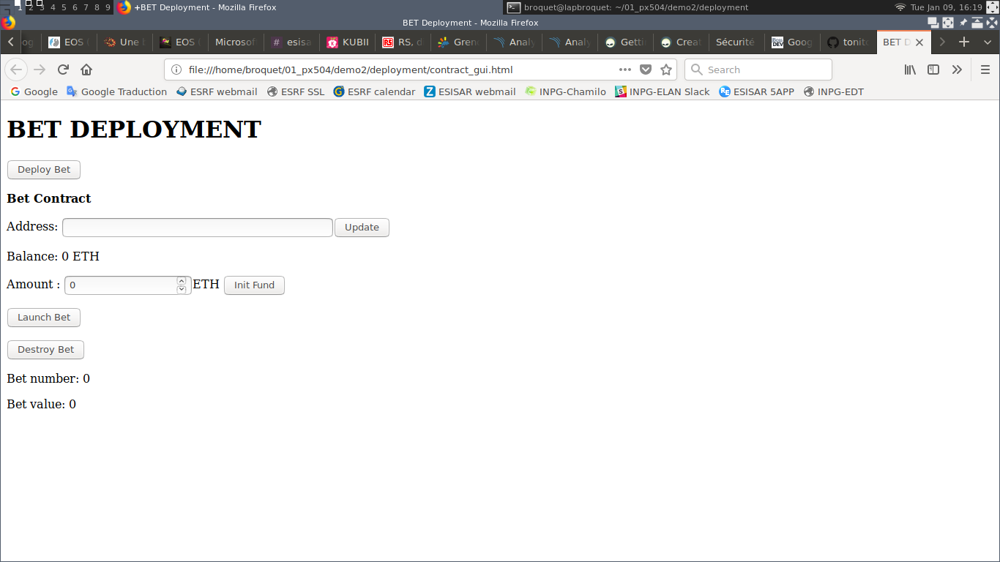 1 2 3 4 5 6 7 8 9 +BET Deployment - Mozilla Firefox broquet@lapbroquet: ~/01_px504/demo2/deployment Tue Jan 09, 16:19
BET Deployment - Mozilla Firefox
og EOS Une b EOS Microsof # esisa KUBII RS RS, d Gren Analy Analy Getti Creat Sécurité Goog tonito BET D
file:///home/broquet/01_px504/demo2/deployment/contract_gui.html Search
Google Google Traduction ESRF webmail ESRF SSL ESRF calendar ESISAR webmail INPG-Chamilo INPG-ELAN Slack ESISAR 5APP INPG-EDT
BET DEPLOYMENT
Deploy Bet
Bet Contract
Address: Update
Balance: 0 ETH
Amount : 0 ETH Init Fund
Launch Bet
Destroy Bet
Bet number: 0
Bet value: 0